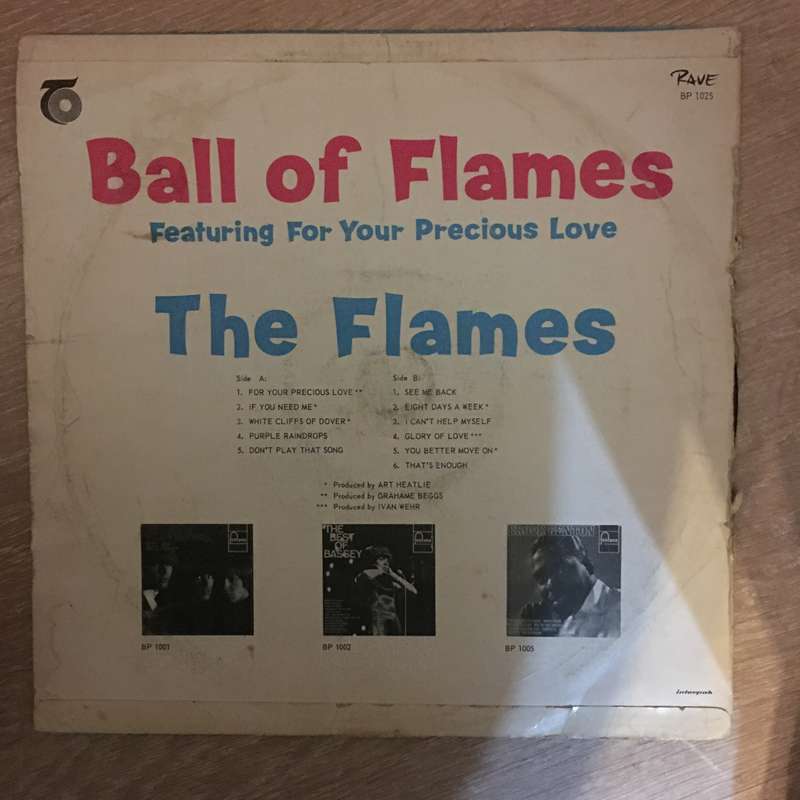 RAVE
BP 1025
Ball of Flames
Featuring For Your Precious Love
The Flames
Side A:
1. FOR YOUR PRECIOUS LOVE **
2. IF YOU NEED ME *
3. WHITE CLIFFS OF DOVER *
4. PURPLE RAINDROPS
5. DON'T PLAY THAT SONG
Side B:
1. SEE ME BACK
2. EIGHT DAYS A WEEK *
3. I CAN'T HELP MYSELF
4. GLORY OF LOVE ***
5. YOU BETTER MOVE ON *
6. THAT'S ENOUGH
* Produced by ART HEATLIE
** Produced by GRAHAME BEGGS
*** Produced by IVAN WEHR
THE
BEST
OF
BASSEY
BROOK BENTON
BP 1001
BP 1002
BP 1005
interpak